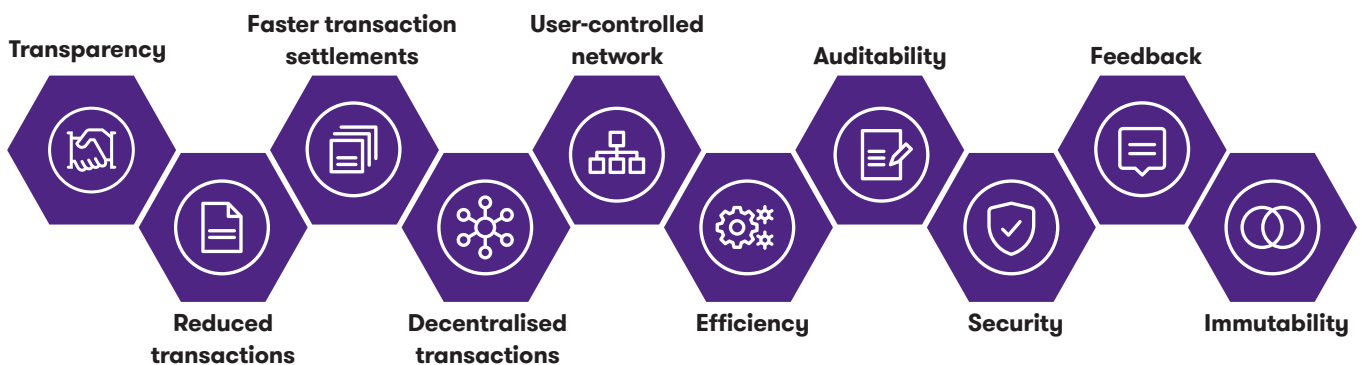 Transparency
Faster transaction
settlements
User-controlled
network
Auditability
Feedback
Reduced
transactions
Decentralised
transactions
Efficiency
Security
Immutability